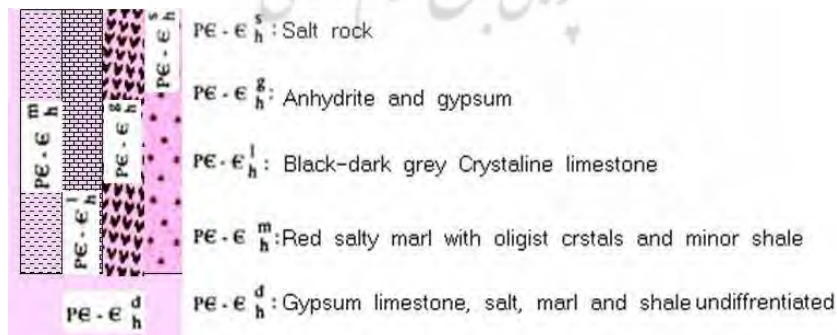 PЄ - Є s h : Salt rock
PЄ - Є g h : Anhydrite and gypsum
PЄ - Є l h : Black-dark grey Crystaline limestone
PЄ - Є m h :Red salty marl with oligist crstals and minor shale
PЄ - Є d h : Gypsum limestone, salt, marl and shale undiffrentiated
PЄ - Є m h
PЄ - Є l h
PЄ - Є g h
PЄ - Є s h
PЄ - Є d h